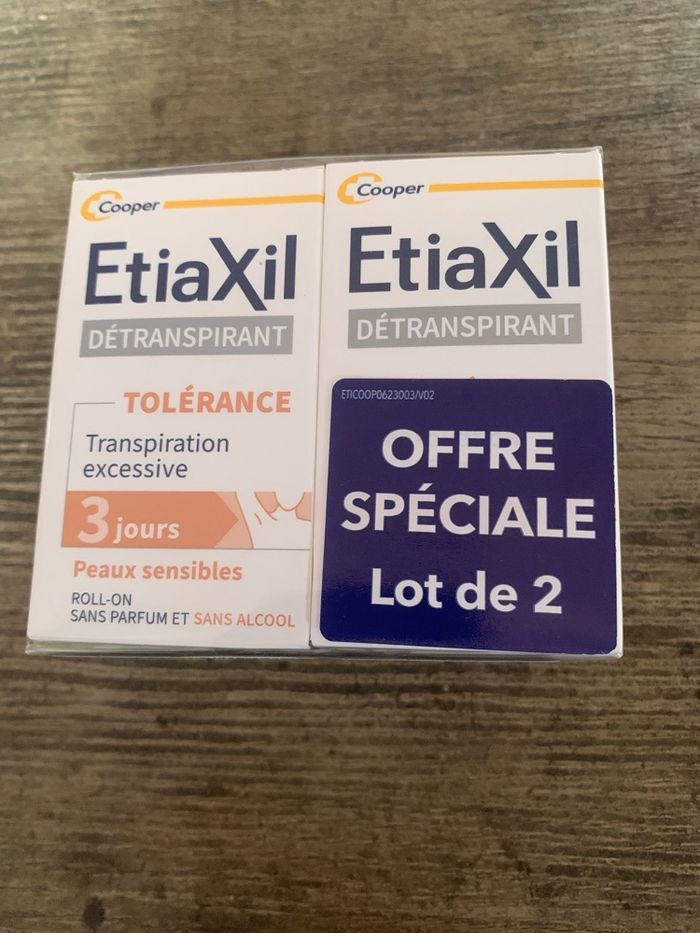 Cooper
EtiaXil
DÉTRANSPIRANT
TOLÉRANCE
Transpiration
excessive
3 jours
Peaux sensibles
ROLL-ON
SANS PARFUM ET SANS ALCOOL
Cooper
EtiaXil
DÉTRANSPIRANT
ETICOOP0623003/V02
OFFRE
SPÉCIALE
Lot de 2